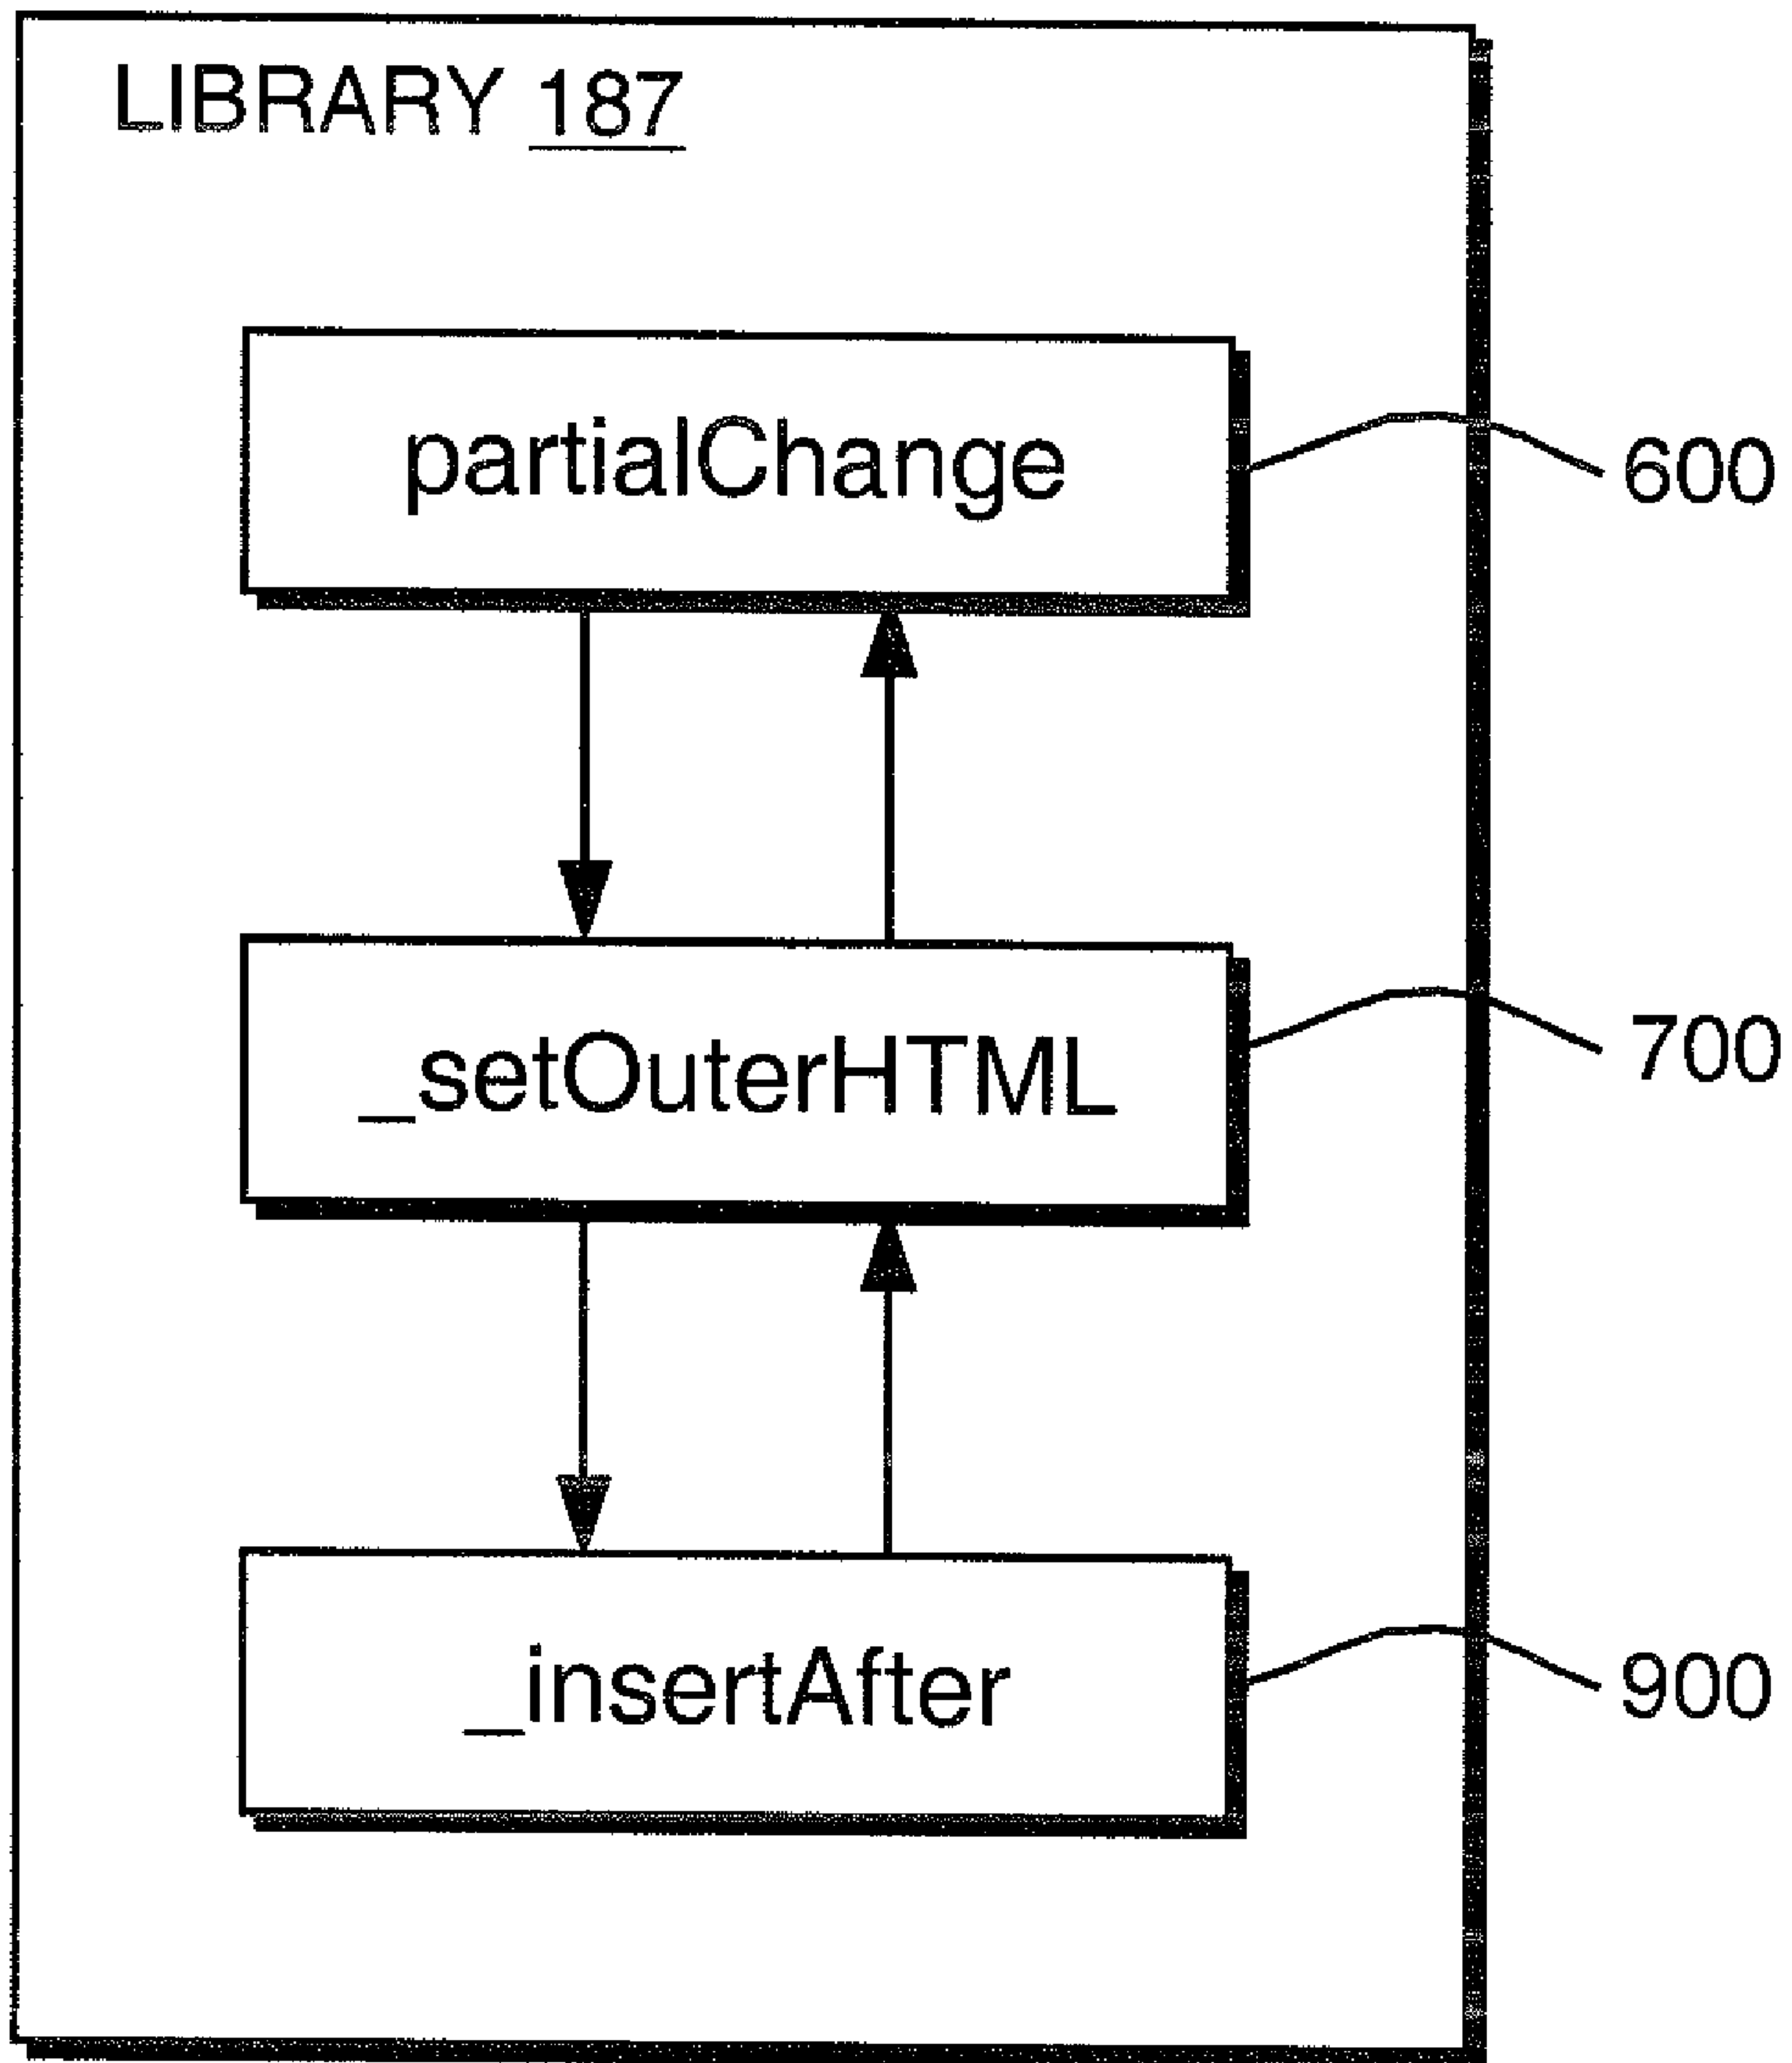 LIBRARY 187
partialChange
600
_setOuterHTML
700
_insertAfter
900